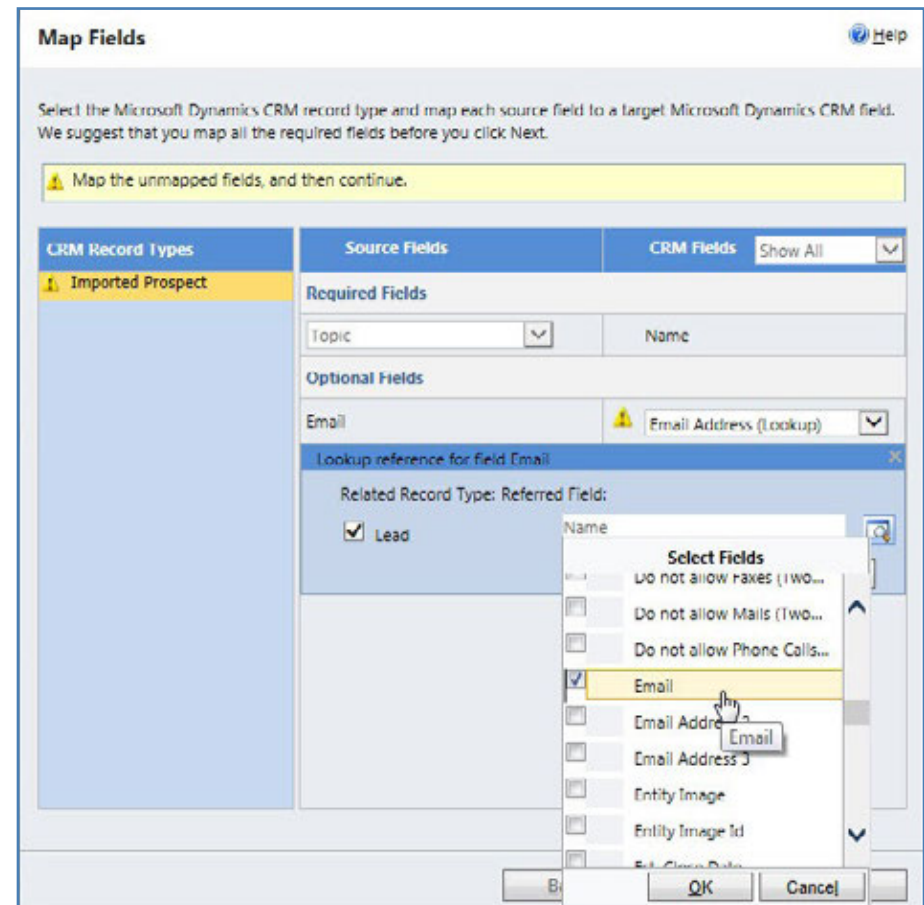 Map Fields
Help
Select the Microsoft Dynamics CRM record type and map each source field to a target Microsoft Dynamics CRM field.
We suggest that you map all the required fields before you click Next.
Map the unmapped fields, and then continue.
CRM Record Types
Source Fields
CRM Fields
Show All
Imported Prospect
Required Fields
Topic
Name
Optional Fields
Email
Email Address (Lookup)
Lookup reference for field Email
Related Record Type: Referred Field:
Lead
Name
Select Fields
Do not allow Faxes (Two...
Do not allow Mails (Two...
Do not allow Phone Calls...
Email
Email
Email Address 3
Entity Image
Entity Image Id
Est. Close Date
OK
Cancel